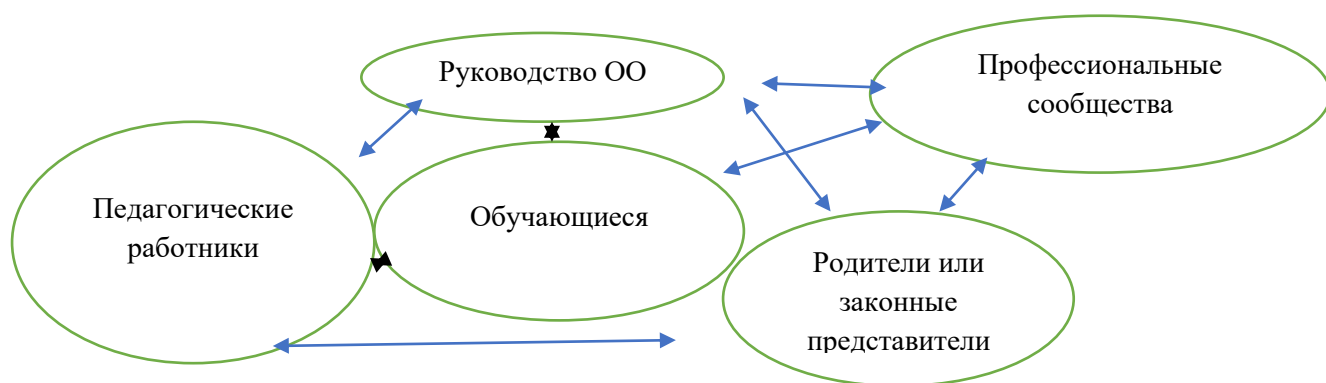 Руководство ОО
Профессиональные
сообщества
Педагогические
работники
Обучающиеся
Родители или
законные
представители